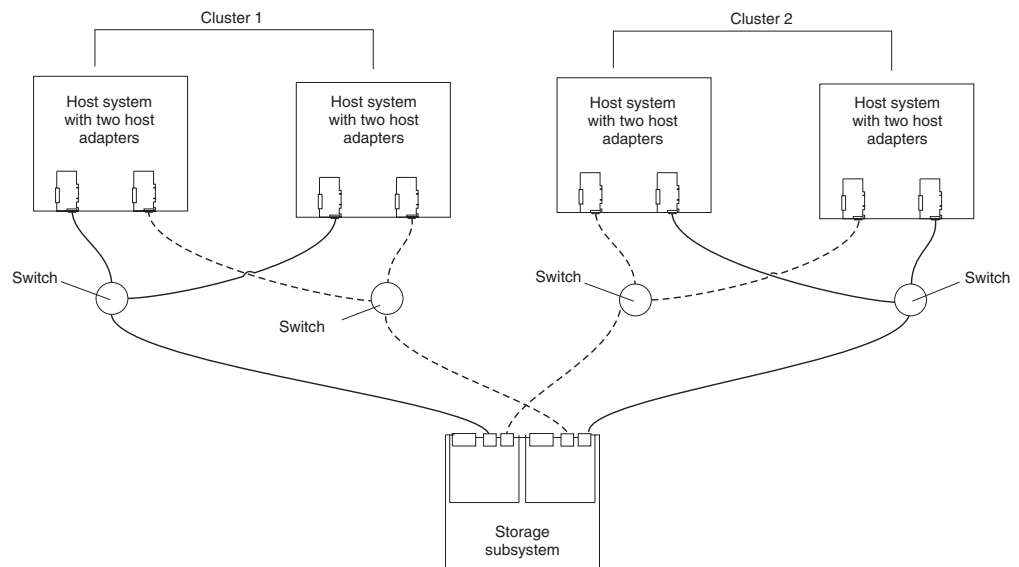 Cluster 1
Cluster 2
Host system
with two host
adapters
Host system
with two host
adapters
Host system
with two host
adapters
Host system
with two host
adapters
Switch
Switch
Switch
Switch
Storage
subsystem